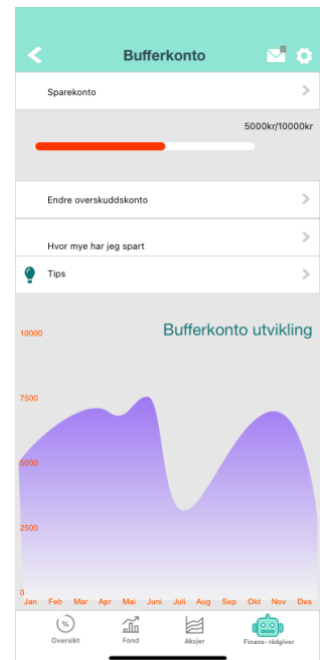 Bufferkonto
Sparekonto
5000kr/10000kr
Endre overskuddskonto
Hvor mye har jeg spart
Tips
Bufferkonto utvikling
10000
7500
5000
2500
0
Jan Feb Mar Apr Mai Juni Juli Aug Sep Okt Nov Des
Oversikt Fond Aksjer Finans- rådgiver